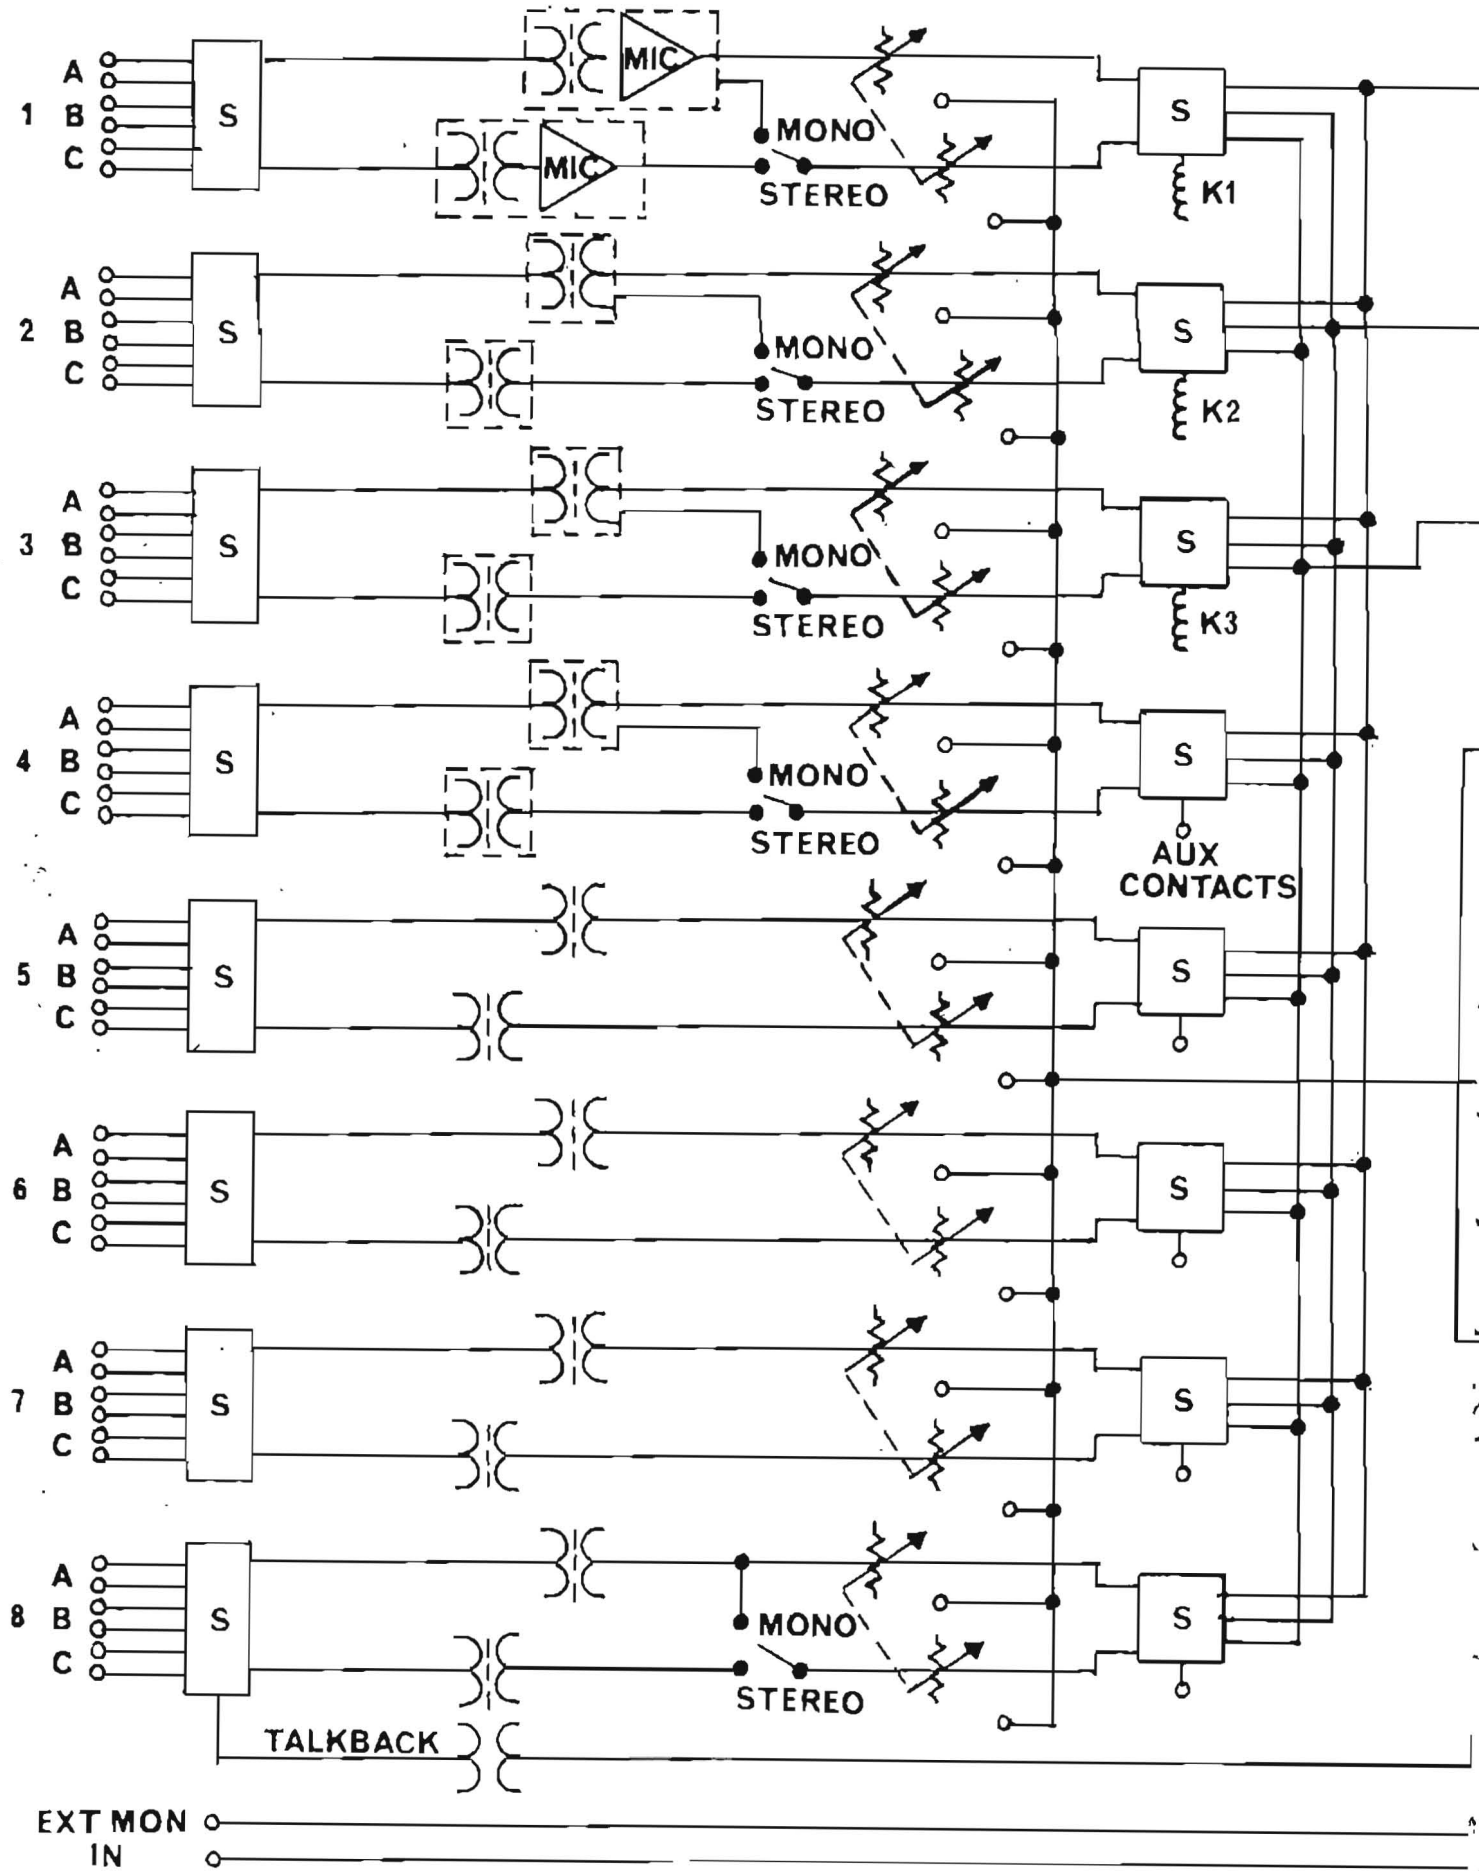 MIC
A
1 B S MONO S
C MIC STEREO K1
A
2 B S MONO S
C STEREO K2
A
3 B S MONO S
C STEREO K3
A
4 B S MONO S
C STEREO AUX
CONTACTS
A
5 B S S
C
A
6 B S S
C
A
7 B S S
C
A
8 B S MONO S
C STEREO
TALKBACK
EXT MON
IN